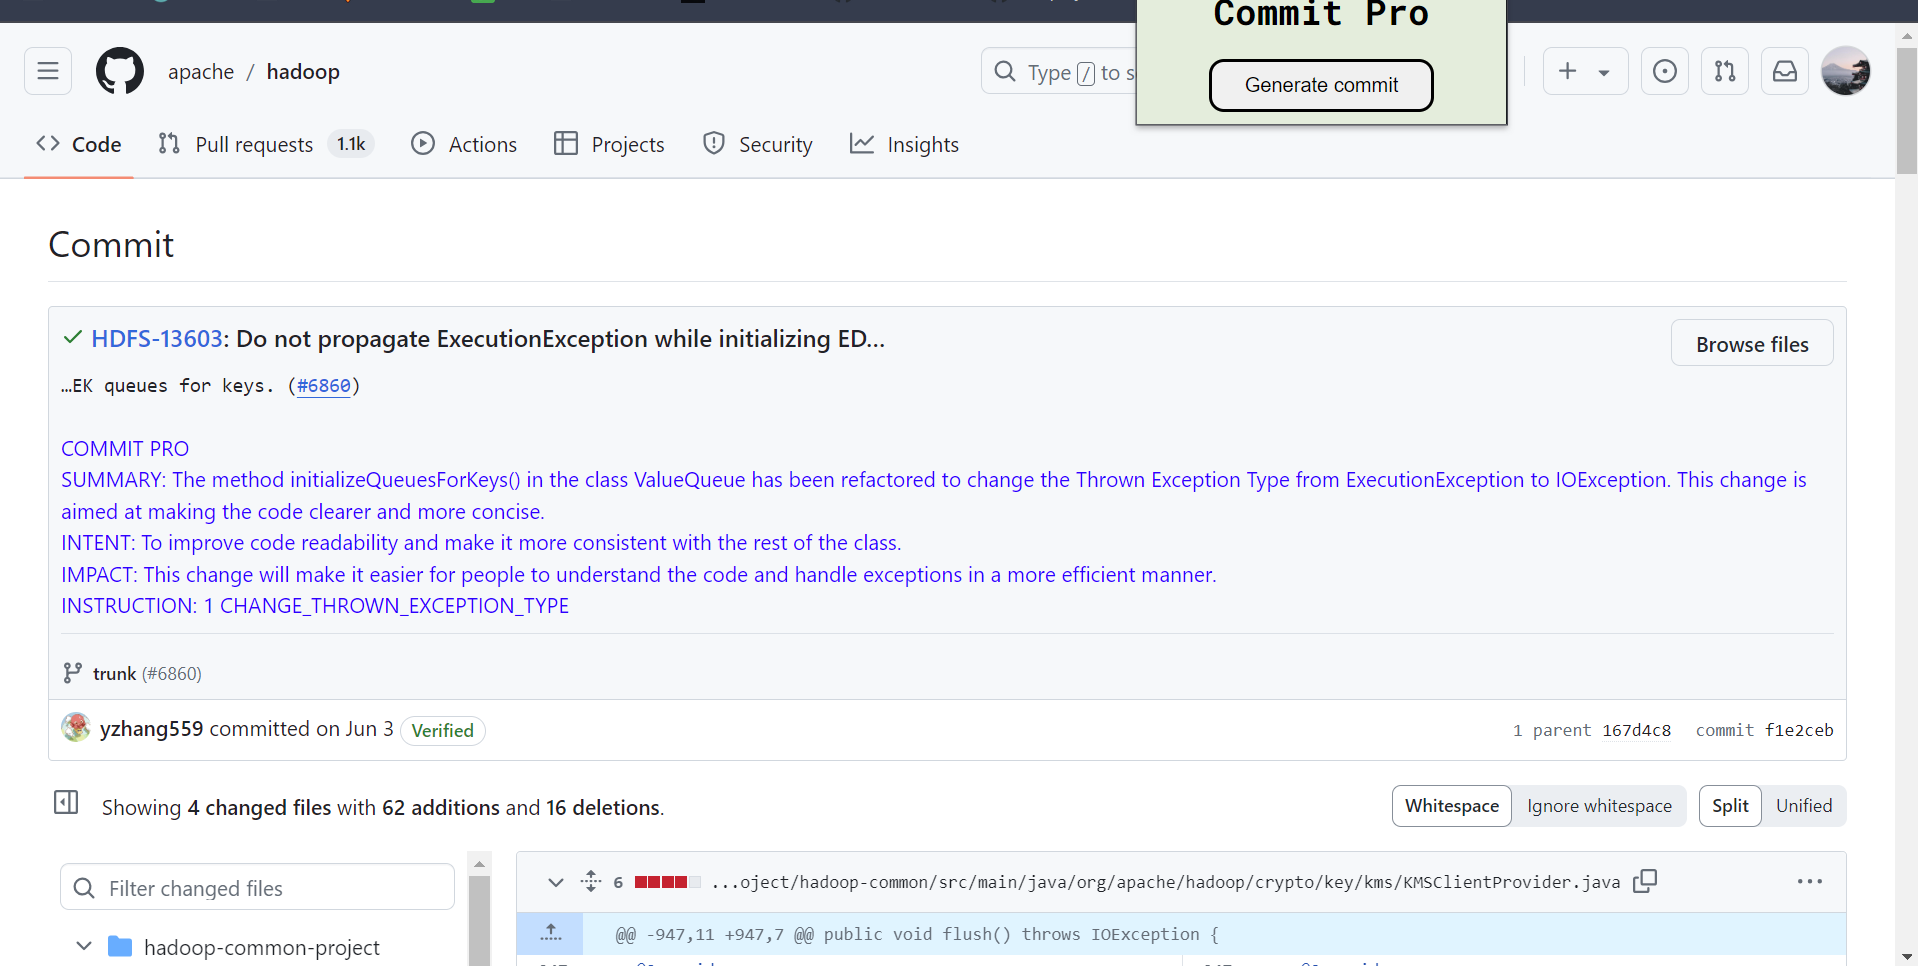 Commit Pro
Generate commit
apache / hadoop
Type / to s
Code
Pull requests 1.1k
Actions
Projects
Security
Insights
Commit
HDFS-13603: Do not propagate ExecutionException while initializing ED...
Browse files
…EK queues for keys. (#6860)
COMMIT PRO
SUMMARY: The method initializeQueuesForKeys() in the class ValueQueue has been refactored to change the Thrown Exception Type from ExecutionException to IOException. This change is
aimed at making the code clearer and more concise.
INTENT: To improve code readability and make it more consistent with the rest of the class.
IMPACT: This change will make it easier for people to understand the code and handle exceptions in a more efficient manner.
INSTRUCTION: 1 CHANGE_THROWN_EXCEPTION_TYPE
trunk (#6860)
yzhang559 committed on Jun 3 Verified
1 parent 167d4c8 commit f1e2ceb
Showing 4 changed files with 62 additions and 16 deletions.
Whitespace Ignore whitespace
Split Unified
Filter changed files
hadoop-common-project
6 ...oject/hadoop-common/src/main/java/org/apache/hadoop/crypto/key/kms/KMSClientProvider.java
@@ -947,11 +947,7 @@ public void flush() throws IOException {